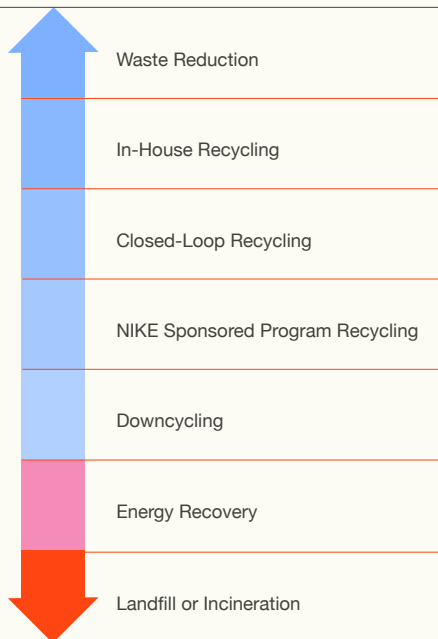 Waste Reduction
In-House Recycling
Closed-Loop Recycling
NIKE Sponsored Program Recycling
Downcycling
Energy Recovery
Landfill or Incineration